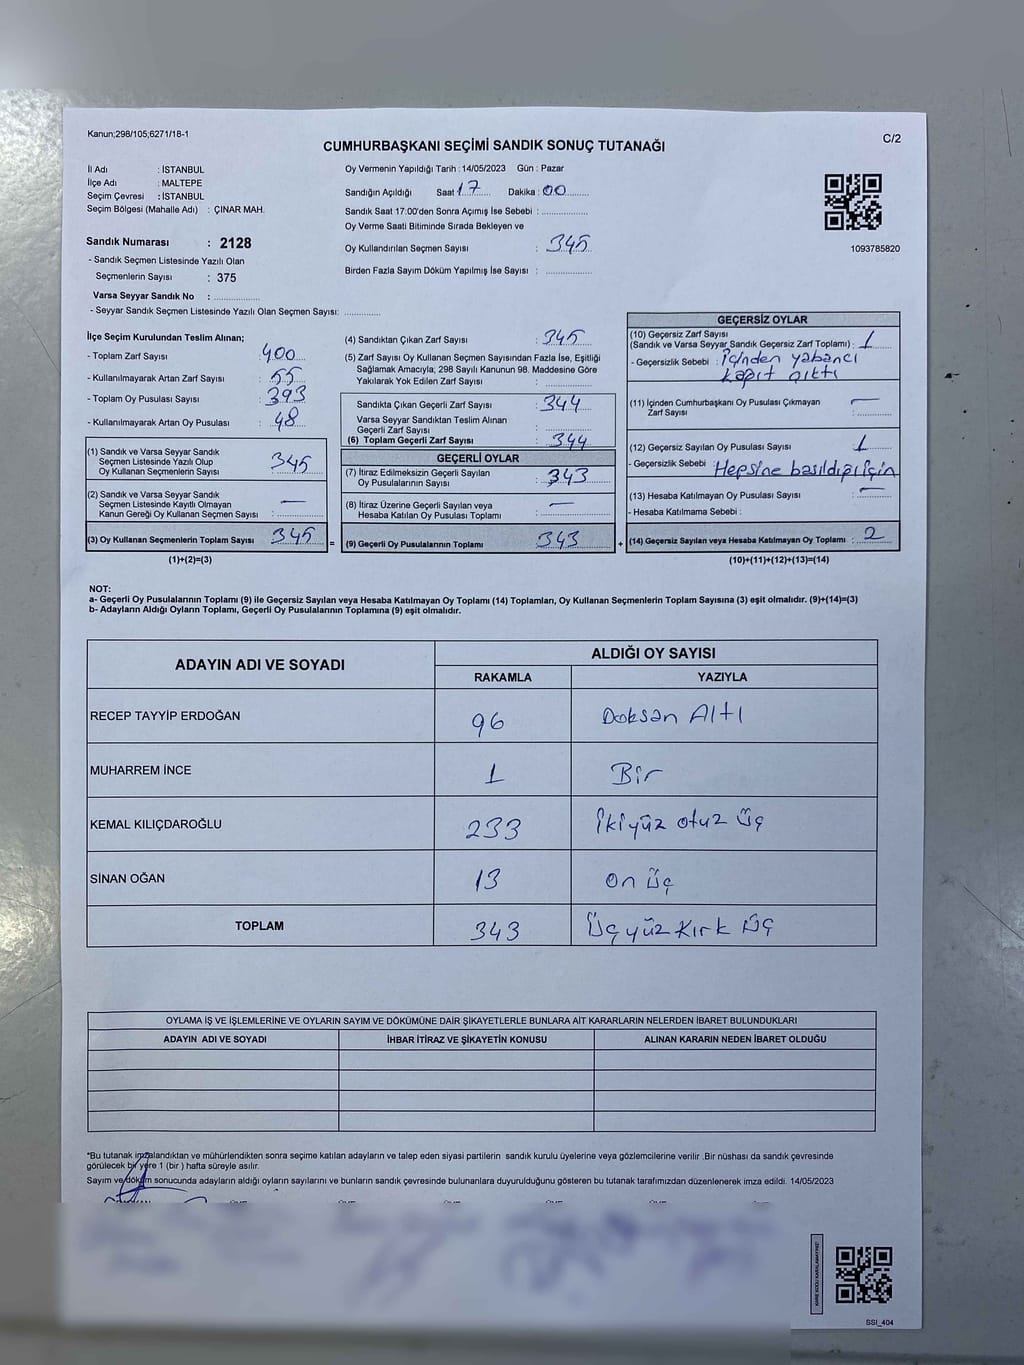 Kanun;298/105;6271/18-1
C/2
CUMHURBAŞKANI SEÇİMİ SANDIK SONUÇ TUTANAĞI
İl Adı : İSTANBUL
İlçe Adı : MALTEPE
Seçim Çevresi : İSTANBUL
Seçim Bölgesi (Mahalle Adı) : ÇINAR MAH.
Sandık Numarası : 2128
- Sandık Seçmen Listesinde Yazılı Olan
Seçmenlerin Sayısı : 375
Varsa Seyyar Sandık No :
- Seyyar Sandık Seçmen Listesinde Yazılı Olan Seçmen Sayısı:
Oy Vermenin Yapıldığı Tarih : 14/05/2023 Gün : Pazar
Sandığın Açıldığı Saat 17 Dakika : 00
Sandık Saat 17:00'den Sonra Açımış İse Sebebi :
Oy Verme Saati Bitiminde Sırada Bekleyen ve
Oy Kullandırılan Seçmen Sayısı : 345
Birden Fazla Sayım Döküm Yapılmış İse Sayısı :
1093785820
İlçe Seçim Kurulundan Teslim Alınan;
- Toplam Zarf Sayısı : 400
- Kullanılmayarak Artan Zarf Sayısı : 55
- Toplam Oy Pusulası Sayısı : 393
- Kullanılmayarak Artan Oy Pusulası : 48
(1) Sandık ve Varsa Seyyar Sandık
Seçmen Listesinde Yazılı Olup
Oy Kullanan Seçmenlerin Sayısı 345
(2) Sandık ve Varsa Seyyar Sandık
Seçmen Listesinde Kayıtlı Olmayan
Kanun Gereği Oy Kullanan Seçmen Sayısı : —
(3) Oy Kullanan Seçmenlerin Toplam Sayısı : 345 =
(1)+(2)=(3)
(4) Sandıktan Çıkan Zarf Sayısı : 345
(5) Zarf Sayısı Oy Kullanan Seçmen Sayısından Fazla İse, Eşitliği
Sağlamak Amacıyla; 298 Sayılı Kanunun 98. Maddesine Göre
Yakılarak Yok Edilen Zarf Sayısı :
Sandıkta Çıkan Geçerli Zarf Sayısı : 344
Varsa Seyyar Sandıktan Teslim Alınan
Geçerli Zarf Sayısı :
(6) Toplam Geçerli Zarf Sayısı : 344
GEÇERLİ OYLAR
(7) İtiraz Edilmeksizin Geçerli Sayılan
Oy Pusulalarının Sayısı : 343
(8) İtiraz Üzerine Geçerli Sayılan veya
Hesaba Katılan Oy Pusulası Toplamı : —
(9) Geçerli Oy Pusulalarının Toplamı : 343 +
GEÇERSİZ OYLAR
(10) Geçersiz Zarf Sayısı
(Sandık ve Varsa Seyyar Sandık Geçersiz Zarf Toplamı) : 1
- Geçersizlik Sebebi : İçinden yabancı
kağıt çıktı
(11) İçinden Cumhurbaşkanı Oy Pusulası Çıkmayan
Zarf Sayısı : —
(12) Geçersiz Sayılan Oy Pusulası Sayısı : 1
- Geçersizlik Sebebi Hepsine basıldığı için
(13) Hesaba Katılmayan Oy Pusulası Sayısı : —
- Hesaba Katılmama Sebebi :
(14) Geçersiz Sayılan veya Hesaba Katılmayan Oy Toplamı : 2
(10)+(11)+(12)+(13)=(14)
NOT:
a- Geçerli Oy Pusulalarının Toplamı (9) ile Geçersiz Sayılan veya Hesaba Katılmayan Oy Toplamı (14) Toplamları, Oy Kullanan Seçmenlerin Toplam Sayısına (3) eşit olmalıdır. (9)+(14)=(3)
b- Adayların Aldığı Oyların Toplamı, Geçerli Oy Pusulalarının Toplamına (9) eşit olmalıdır.
ADAYIN ADI VE SOYADI
ALDIĞI OY SAYISI
RAKAMLA YAZIYLA
RECEP TAYYİP ERDOĞAN 96 Doksan Altı
MUHARREM İNCE 1 Bir
KEMAL KILIÇDAROĞLU 233 İkiyüz otuz üç
SİNAN OĞAN 13 on üç
TOPLAM 343 Üçyüz Kırk Üç
OYLAMA İŞ VE İŞLEMLERİNE VE OYLARIN SAYIM VE DÖKÜMÜNE DAİR ŞİKAYETLERLE BUNLARA AİT KARARLARIN NELERDEN İBARET BULUNDUKLARI
ADAYIN ADI VE SOYADI İHBAR İTİRAZ VE ŞİKAYETİN KONUSU ALINAN KARARIN NEDEN İBARET OLDUĞU
*Bu tutanak imzalandıktan ve mühürlendikten sonra seçime katılan adayların ve talep eden siyasi partilerin sandık kurulu üyelerine veya gözlemcilerine verilir .Bir nüshası da sandık çevresinde
görülecek bir yere 1 (bir ) hafta süreyle asılır.
Sayım ve döküm sonucunda adayların aldığı oyların sayılarını ve bunların sandık çevresinde bulunanlara duyurulduğunu gösteren bu tutanak tarafımızdan düzenlenerek imza edildi. 14/05/2023
SSI_404